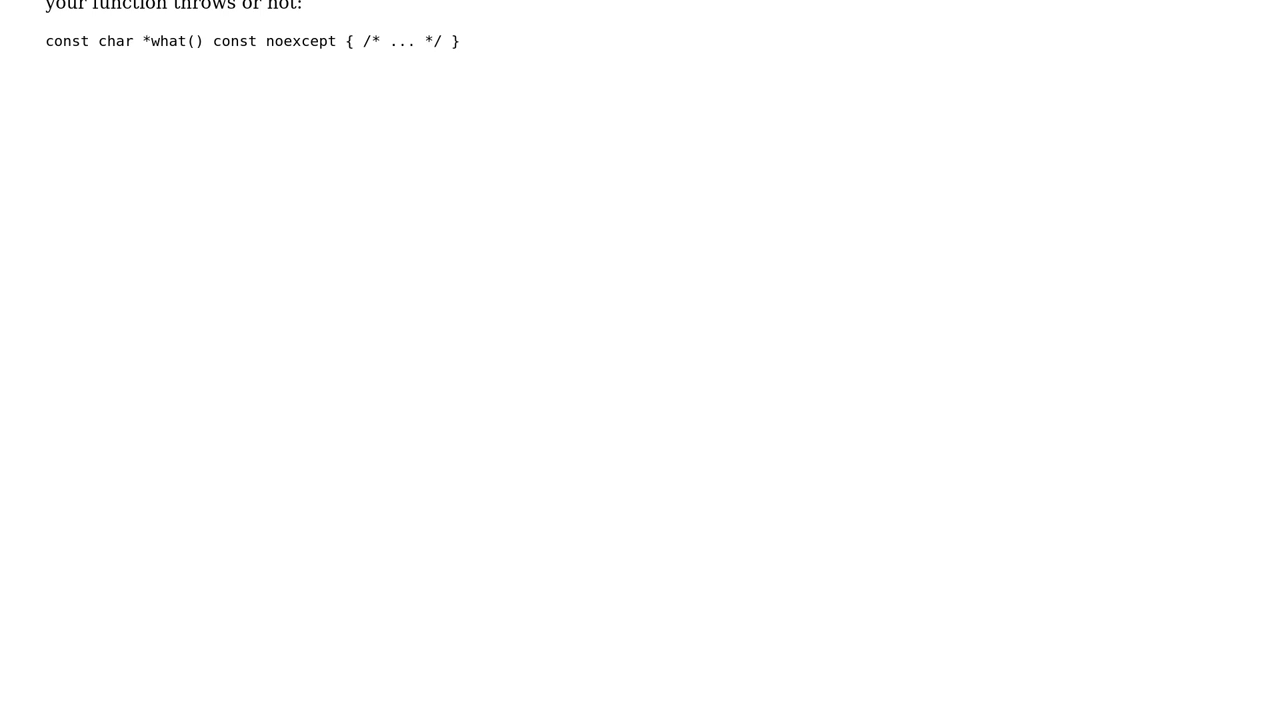 your function throws or not:
const char *what() const noexcept { /* ... */ }